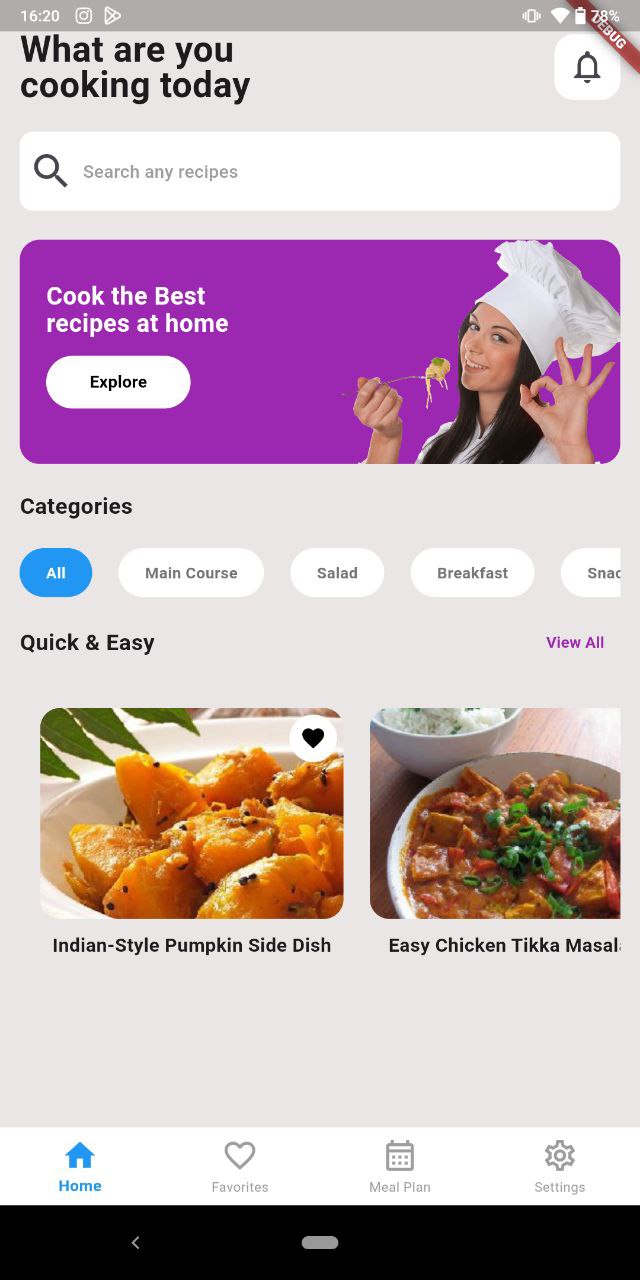 16:20
78%
DEBUG
What are you
cooking today
Search any recipes
Cook the Best
recipes at home
Explore
Categories
All Main Course Salad Breakfast Snac
Quick & Easy View All
Indian-Style Pumpkin Side Dish Easy Chicken Tikka Masal
Home Favorites Meal Plan Settings